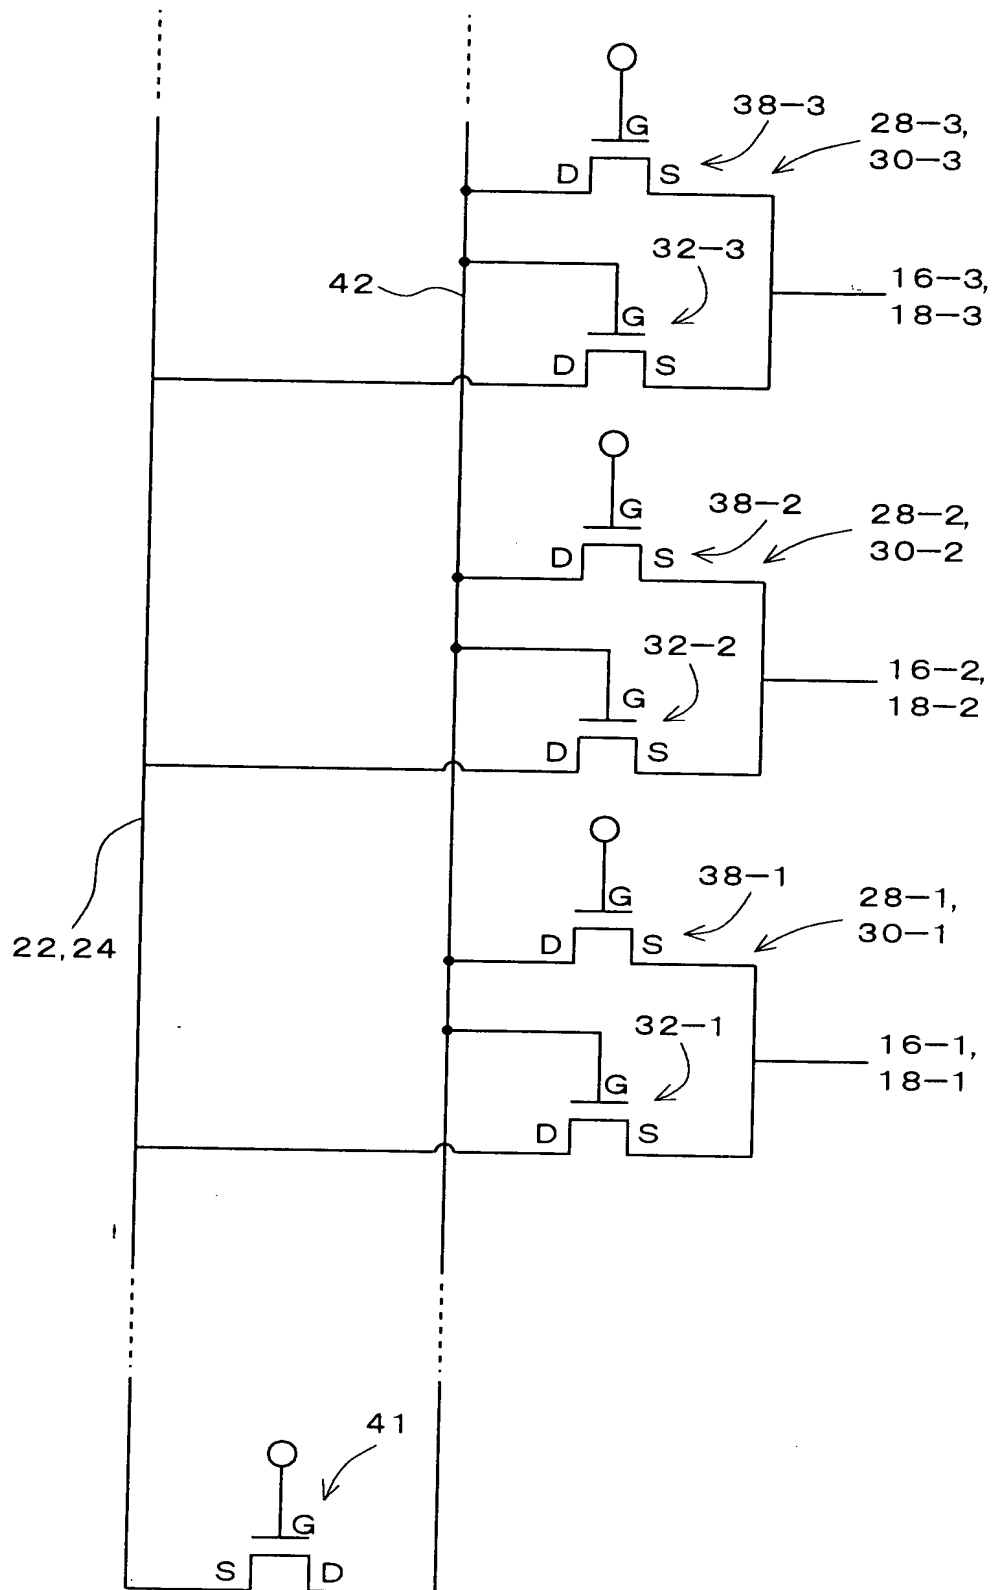 38-3
28-3,
30-3
G
D
S
32-3
16-3,
18-3
42
G
D
S
38-2
28-2,
30-2
G
D
S
32-2
16-2,
18-2
G
D
S
22,24
38-1
28-1,
30-1
G
D
S
32-1
16-1,
18-1
G
D
S
41
G
S
D